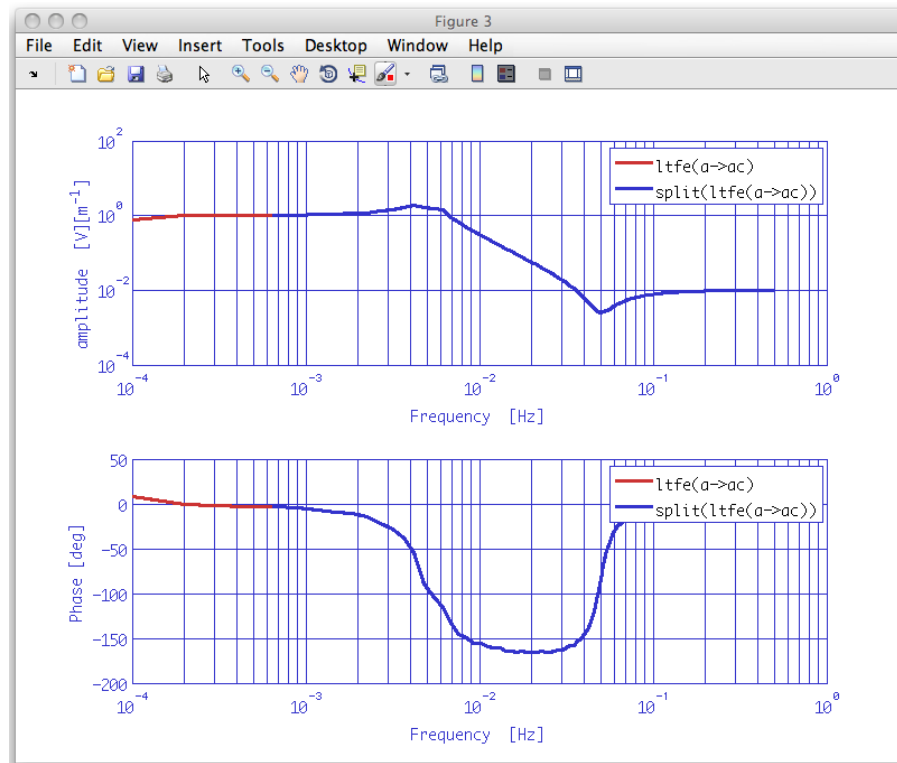 Figure 3
File Edit View Insert Tools Desktop Window Help
10^2
10^0
10^-2
10^-4
amplitude [V][m^-1]
ltfe(a->ac)
split(ltfe(a->ac))
10^-4 10^-3 10^-2 10^-1 10^0
Frequency [Hz]
50
0
-50
-100
-150
-200
Phase [deg]
ltfe(a->ac)
split(ltfe(a->ac))
10^-4 10^-3 10^-2 10^-1 10^0
Frequency [Hz]